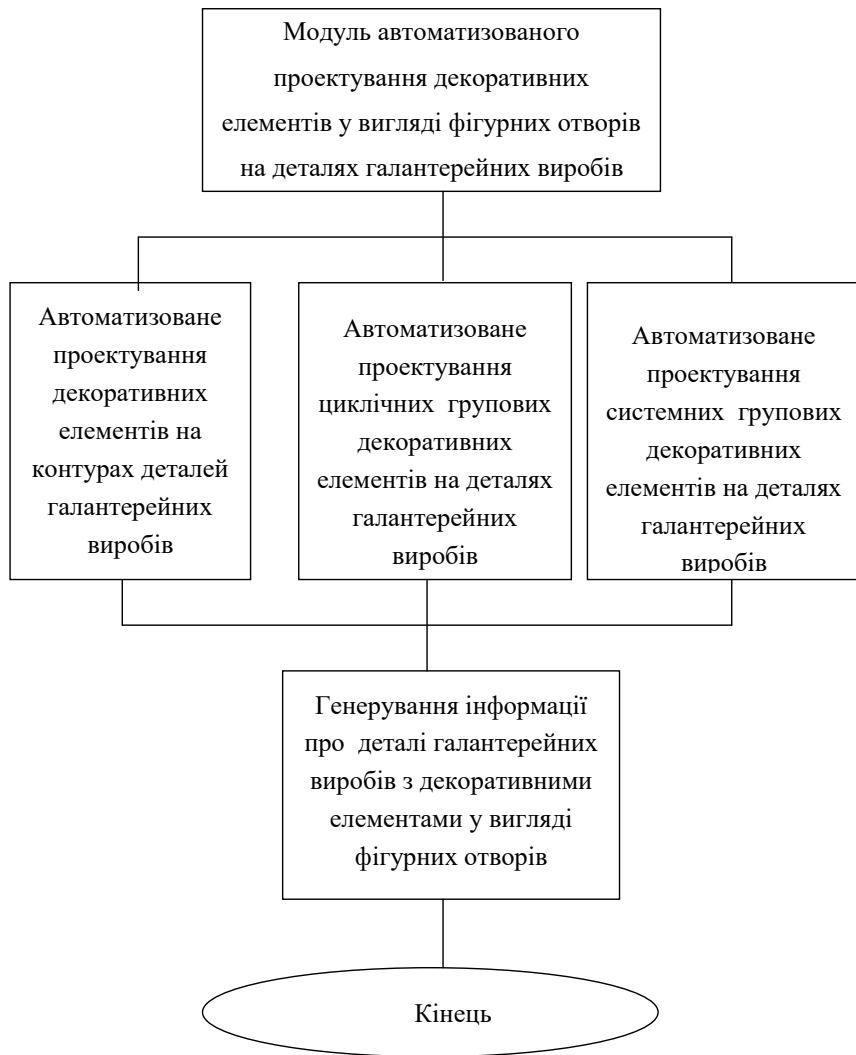 Модуль автоматизованого
проектування декоративних
елементів у вигляді фігурних отворів
на деталях галантерейних виробів
Автоматизоване
проектування
декоративних
елементів на
контурах деталей
галантерейних
виробів
Автоматизоване
проектування
циклічних групових
декоративних
елементів на деталях
галантерейних
виробів
Автоматизоване
проектування
системних групових
декоративних
елементів на деталях
галантерейних
виробів
Генерування інформації
про деталі галантерейних
виробів з декоративними
елементами у вигляді
фігурних отворів
Кінець